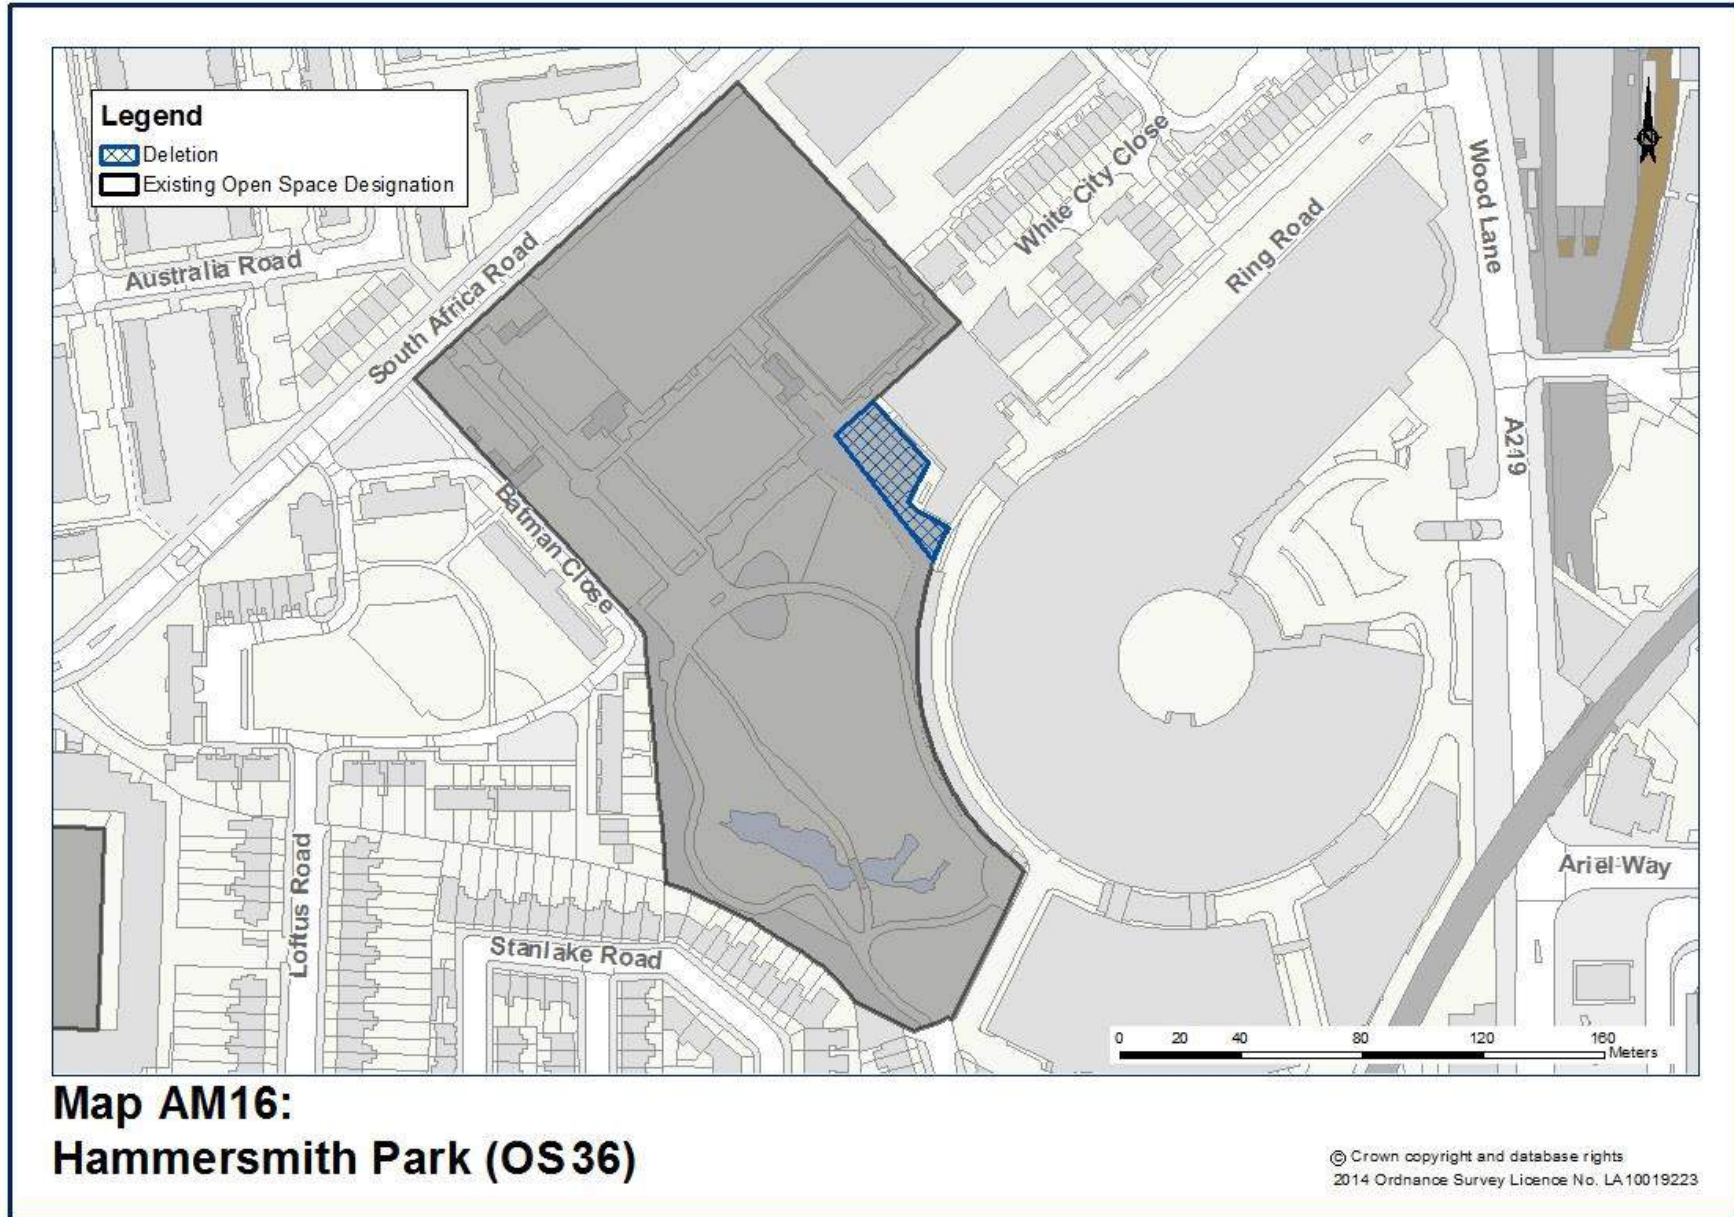 Legend
Deletion
Existing Open Space Designation
Australia Road
South Africa Road
White City Close
Ring Road
Wood Lane
N
A219
Batman Close
Loftus Road
Stanlake Road
Ariel Way
0 20 40 80 120 160
Meters
Map AM16:
Hammersmith Park (OS36)
© Crown copyright and database rights
2014 Ordnance Survey Licence No. LA10019223